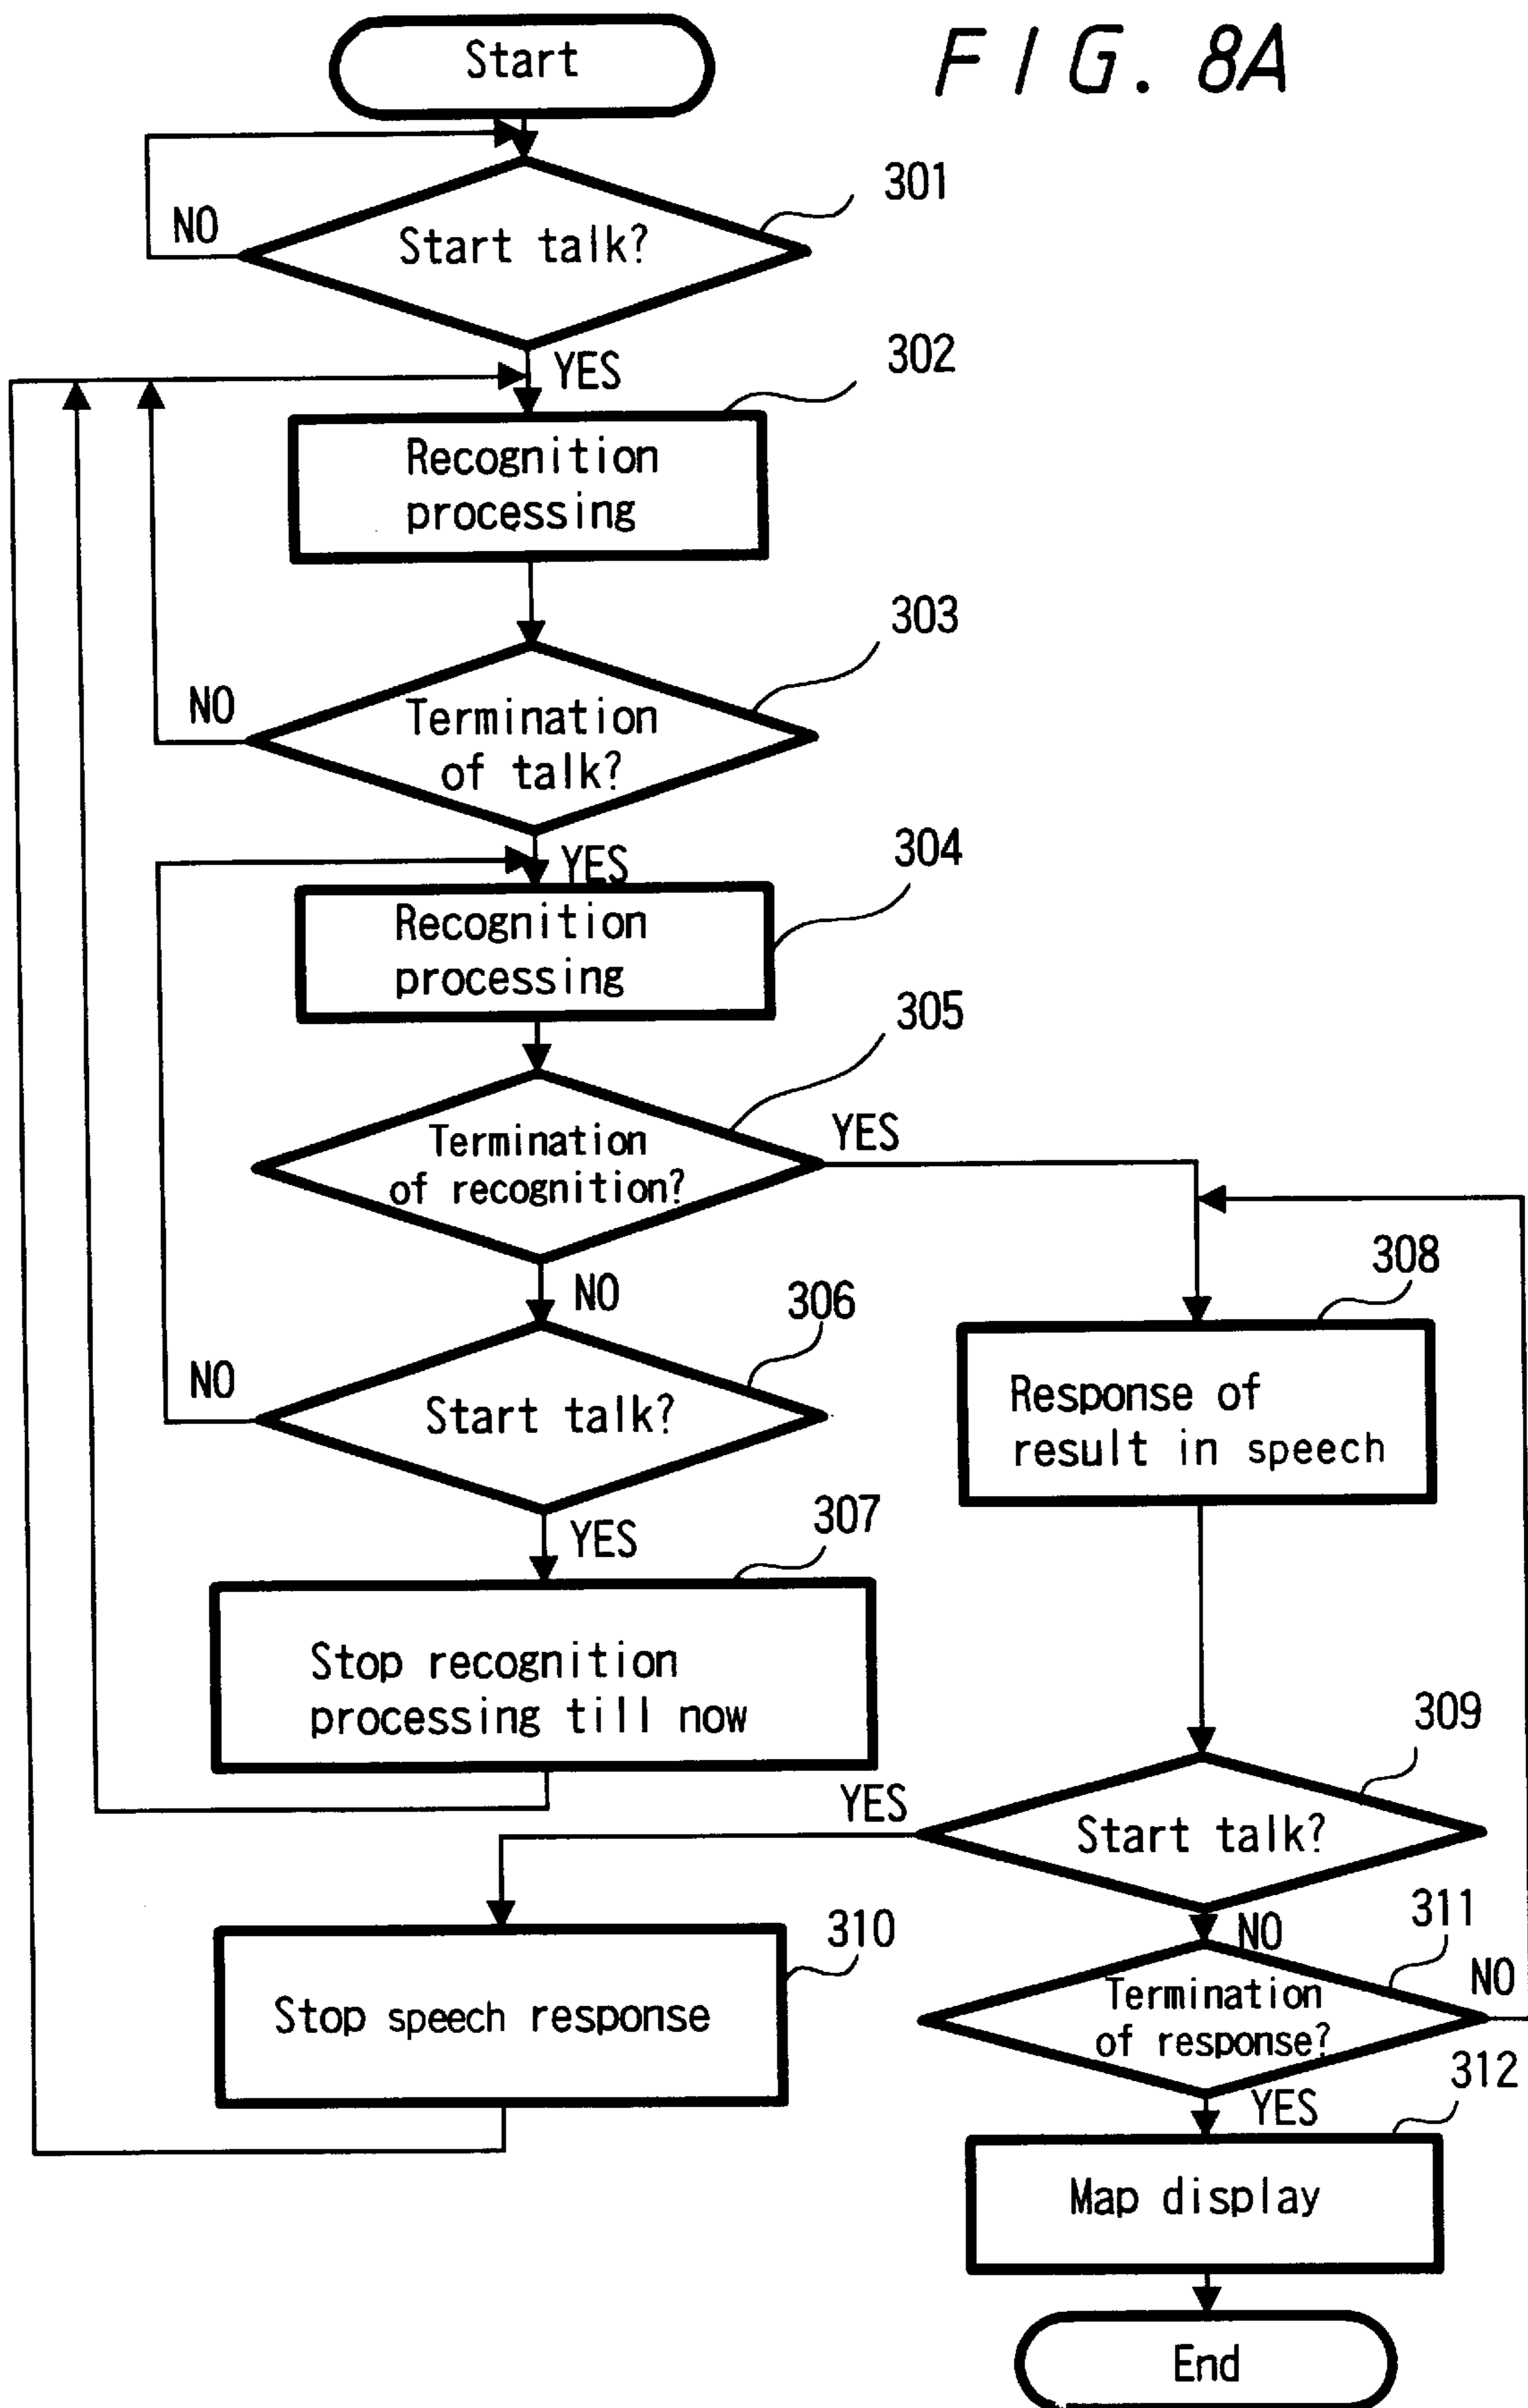 FIG. 8A
Start
301
NO
Start talk?
302
YES
Recognition
processing
303
NO
Termination
of talk?
304
YES
Recognition
processing
305
Termination
of recognition?
YES
NO
306
NO
Start talk?
308
Response of
result in speech
YES
307
Stop recognition
processing till now
309
YES
Start talk?
310
Stop speech response
NO
311
Termination
of response?
NO
312
YES
Map display
End